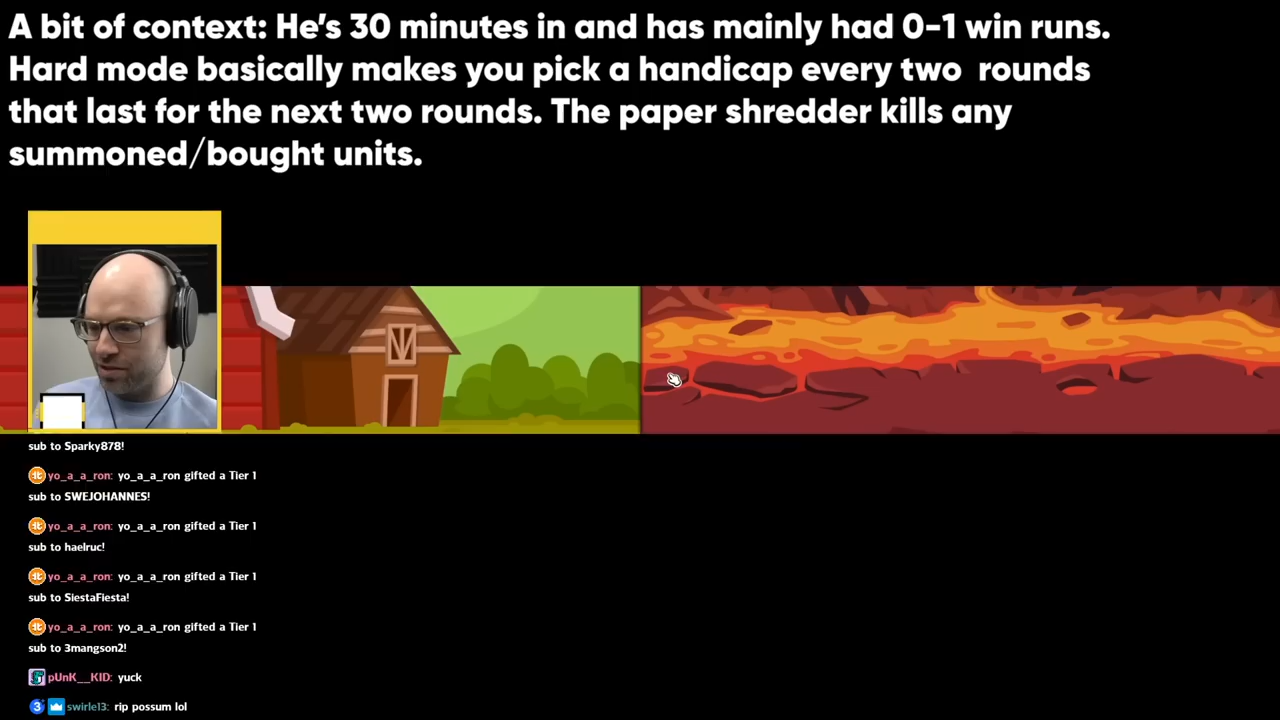 A bit of context: He's 30 minutes in and has mainly had 0-1 win runs.
Hard mode basically makes you pick a handicap every two rounds
that last for the next two rounds. The paper shredder kills any
summoned/bought units.
sub to Sparky878!
yo_a_a_ron: yo_a_a_ron gifted a Tier 1
sub to SWEJOHANNES!
yo_a_a_ron: yo_a_a_ron gifted a Tier 1
sub to haelruc!
yo_a_a_ron: yo_a_a_ron gifted a Tier 1
sub to SiestaFiesta!
yo_a_a_ron: yo_a_a_ron gifted a Tier 1
sub to 3mangson2!
pUnK__KID: yuck
3 swirle13: rip possum lol